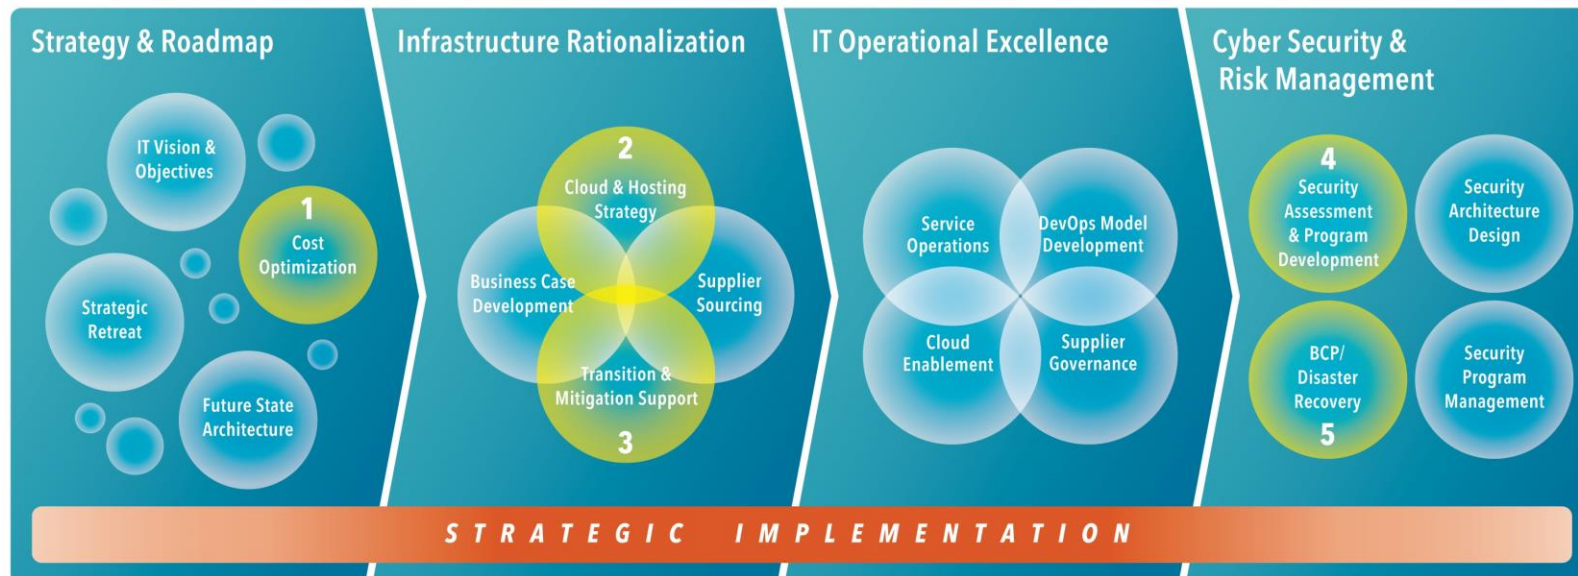 Strategy & Roadmap
IT Vision &
Objectives
1
Cost
Optimization
Strategic
Retreat
Future State
Architecture
Infrastructure Rationalization
2
Cloud & Hosting
Strategy
Business Case
Development
Supplier
Sourcing
Transition &
Mitigation Support
3
IT Operational Excellence
Service
Operations
DevOps Model
Development
Cloud
Enablement
Supplier
Governance
Cyber Security &
Risk Management
4
Security
Assessment
& Program
Development
Security
Architecture
Design
BCP/
Disaster
Recovery
5
Security
Program
Management
STRATEGIC IMPLEMENTATION